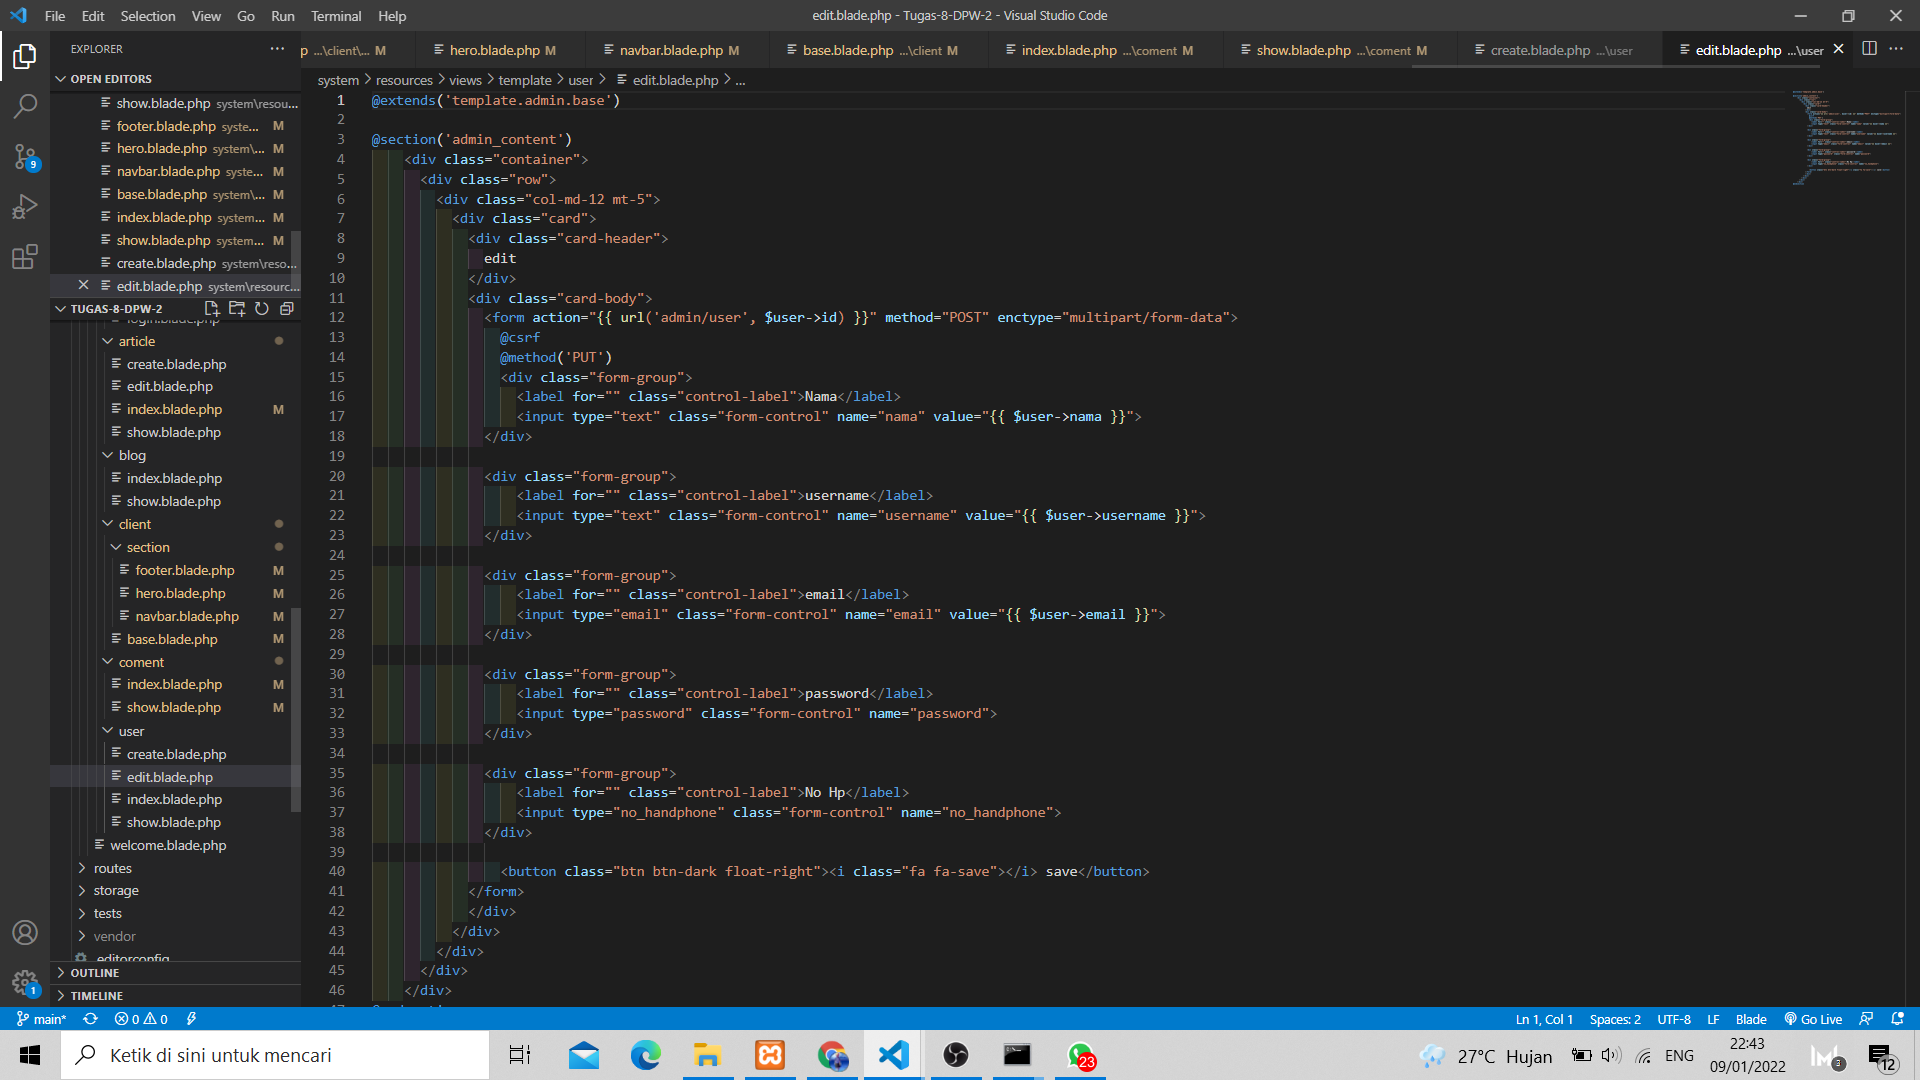 File Edit Selection View Go Run Terminal Help
edit.blade.php - Tugas-8-DPW-2 - Visual Studio Code
EXPLORER
p ...\client\... M
hero.blade.php M
navbar.blade.php M
base.blade.php ...\client M
index.blade.php ...\coment M
show.blade.php ...\coment M
create.blade.php ...\user
edit.blade.php ...\user
OPEN EDITORS
show.blade.php system\resou...
footer.blade.php syste... M
hero.blade.php system\... M
navbar.blade.php syste... M
base.blade.php system\... M
index.blade.php system... M
show.blade.php system... M
create.blade.php system\reso...
edit.blade.php system\resourc...
TUGAS-8-DPW-2
login.blade.php
article
create.blade.php
edit.blade.php
index.blade.php M
show.blade.php
blog
index.blade.php
show.blade.php
client
section
footer.blade.php M
hero.blade.php M
navbar.blade.php M
base.blade.php M
coment
index.blade.php M
show.blade.php M
user
create.blade.php
edit.blade.php
index.blade.php
show.blade.php
welcome.blade.php
routes
storage
tests
vendor
.editorconfig
OUTLINE
TIMELINE
9
1
system > resources > views > template > user > edit.blade.php > ...
1 @extends('template.admin.base')
2
3 @section('admin_content')
4 <div class="container">
5 <div class="row">
6 <div class="col-md-12 mt-5">
7 <div class="card">
8 <div class="card-header">
9 edit
10 </div>
11 <div class="card-body">
12 <form action="{{ url('admin/user', $user->id) }}" method="POST" enctype="multipart/form-data">
13 @csrf
14 @method('PUT')
15 <div class="form-group">
16 <label for="" class="control-label">Nama</label>
17 <input type="text" class="form-control" name="nama" value="{{ $user->nama }}">
18 </div>
19
20 <div class="form-group">
21 <label for="" class="control-label">username</label>
22 <input type="text" class="form-control" name="username" value="{{ $user->username }}">
23 </div>
24
25 <div class="form-group">
26 <label for="" class="control-label">email</label>
27 <input type="email" class="form-control" name="email" value="{{ $user->email }}">
28 </div>
29
30 <div class="form-group">
31 <label for="" class="control-label">password</label>
32 <input type="password" class="form-control" name="password">
33 </div>
34
35 <div class="form-group">
36 <label for="" class="control-label">No Hp</label>
37 <input type="no_handphone" class="form-control" name="no_handphone">
38 </div>
39
40 <button class="btn btn-dark float-right"><i class="fa fa-save"></i> save</button>
41 </form>
42 </div>
43 </div>
44 </div>
45 </div>
46 </div>
main* 0 0
Ln 1, Col 1 Spaces: 2 UTF-8 LF Blade Go Live
Ketik di sini untuk mencari
23
27°C Hujan
ENG
22:43
09/01/2022
3
12